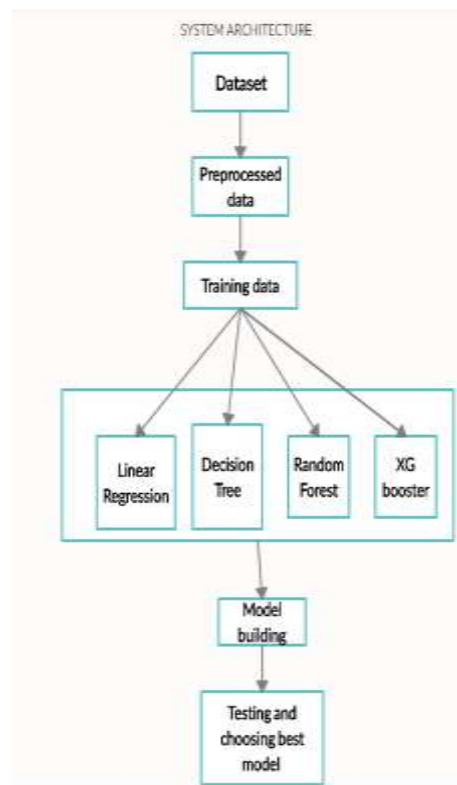 SYSTEM ARCHITECTURE
Dataset
Preprocessed
data
Training data
Linear
Regression
Decision
Tree
Random
Forest
XG
booster
Model
building
Testing and
choosing best
model